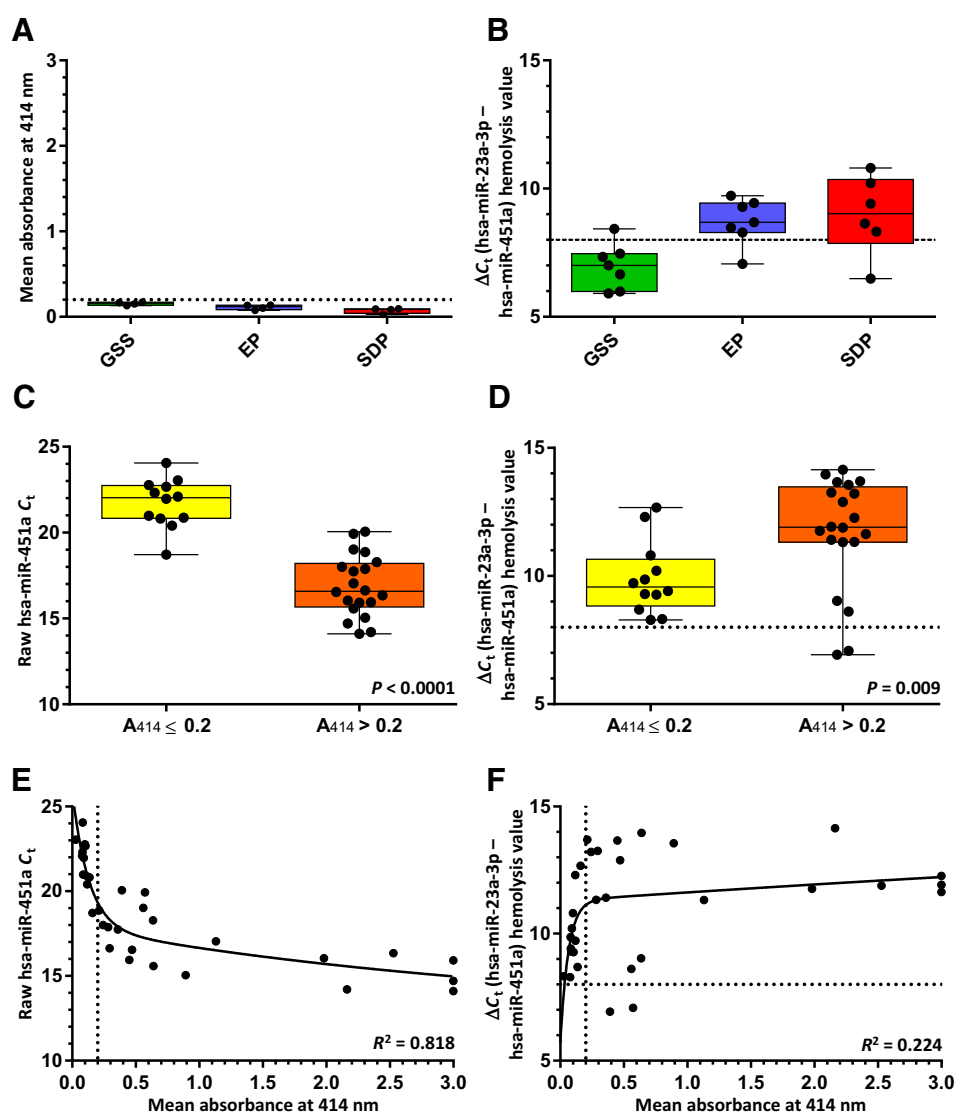 A
Mean absorbance at 414 nm
3
2
1
0
GSS
EP
SDP
B
ΔCt (hsa-miR-23a-3p –
hsa-miR-451a) hemolysis value
15
10
5
GSS
EP
SDP
C
Raw hsa-miR-451a Ct
25
20
15
10
P < 0.0001
A414 ≤ 0.2
A414 > 0.2
D
ΔCt (hsa-miR-23a-3p –
hsa-miR-451a) hemolysis value
15
10
5
P = 0.009
A414 ≤ 0.2
A414 > 0.2
E
Raw hsa-miR-451a Ct
25
20
15
10
R² = 0.818
0.0 0.5 1.0 1.5 2.0 2.5 3.0
Mean absorbance at 414 nm
F
ΔCt (hsa-miR-23a-3p –
hsa-miR-451a) hemolysis value
15
10
5
R² = 0.224
0.0 0.5 1.0 1.5 2.0 2.5 3.0
Mean absorbance at 414 nm